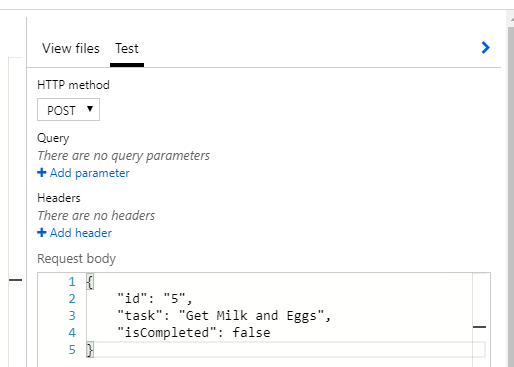 View files Test
HTTP method
POST
Query
There are no query parameters
+ Add parameter
Headers
There are no headers
+ Add header
Request body
1 {
2 "id": "5",
3 "task": "Get Milk and Eggs",
4 "isCompleted": false
5 }